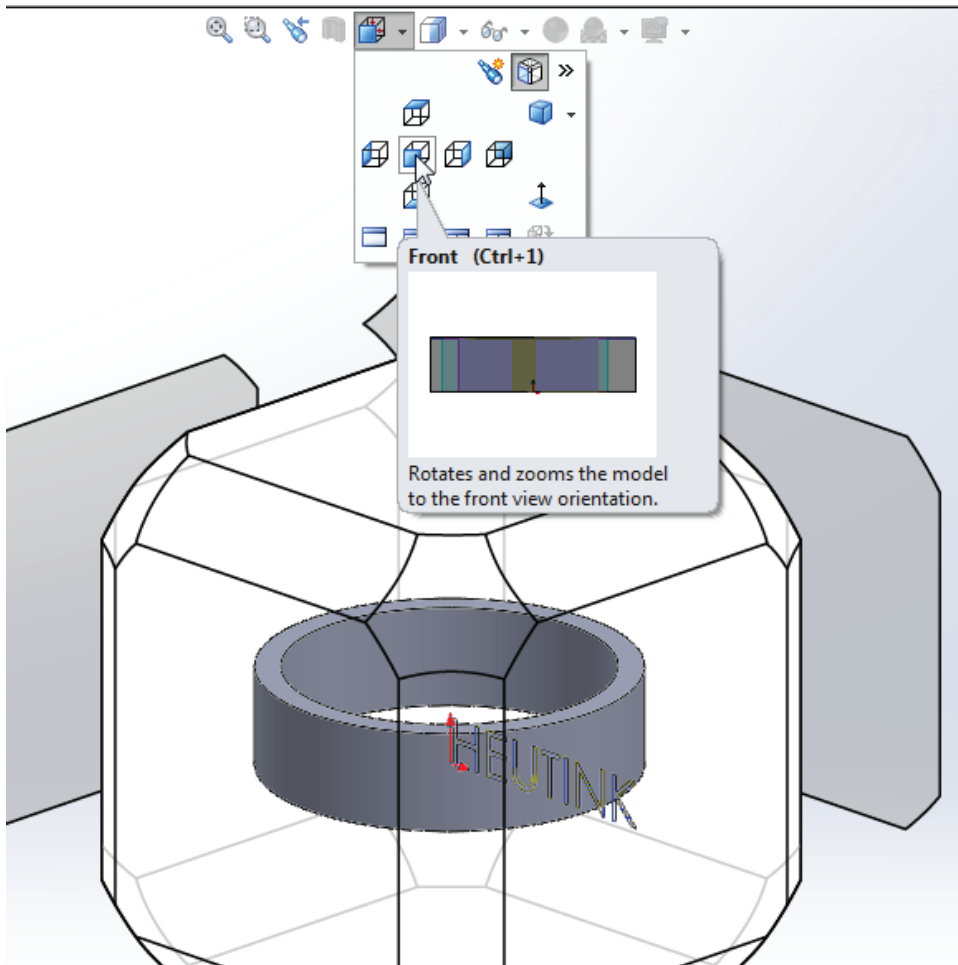 Front (Ctrl+1)
Rotates and zooms the model
to the front view orientation.
HEUTINK